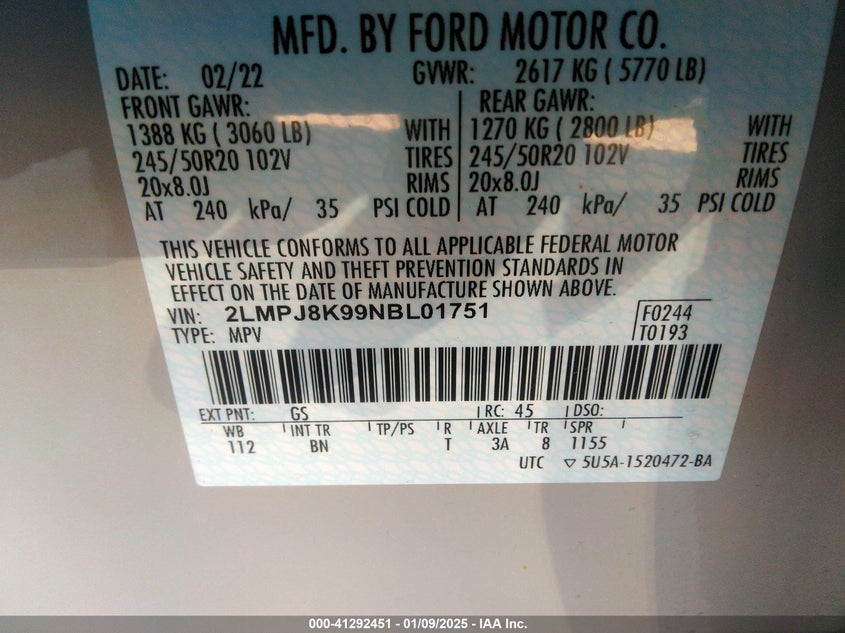 MFD. BY FORD MOTOR CO.
DATE: 02/22 GVWR: 2617 KG ( 5770 LB)
FRONT GAWR: REAR GAWR:
1388 KG ( 3060 LB) WITH 1270 KG ( 2800 LB) WITH
245/50R20 102V TIRES 245/50R20 102V TIRES
20x8.0J RIMS 20x8.0J RIMS
AT 240 kPa/ 35 PSI COLD AT 240 kPa/ 35 PSI COLD
THIS VEHICLE CONFORMS TO ALL APPLICABLE FEDERAL MOTOR
VEHICLE SAFETY AND THEFT PREVENTION STANDARDS IN
EFFECT ON THE DATE OF MANUFACTURE SHOWN ABOVE.
VIN: 2LMPJ8K99NBL01751 F0244
TYPE: MPV T0193
EXT PNT: GS RC: 45 DSO:
WB INT TR TP/PS R AXLE TR SPR
112 BN T 3A 8 1155
UTC ▽ 5U5A-1520472-BA
000-41292451 - 01/09/2025 - IAA Inc.